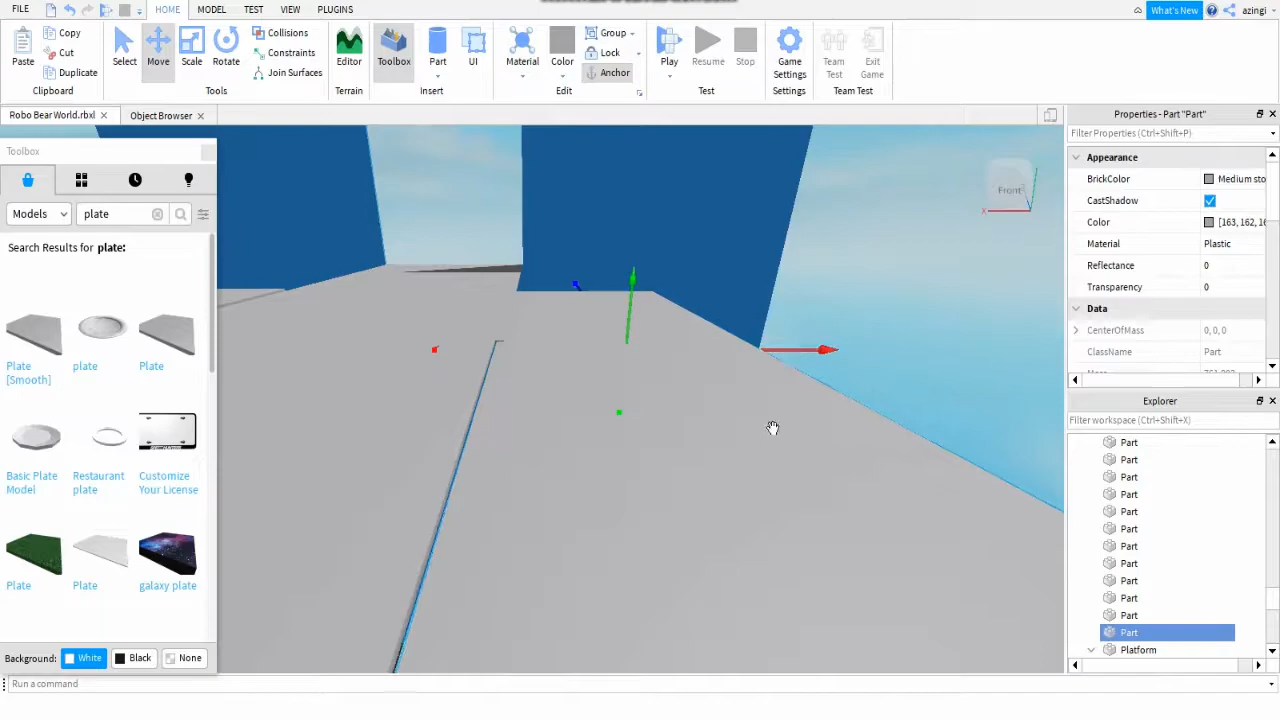 FILE HOME MODEL TEST VIEW PLUGINS What's New azingi
Copy Collisions Group
Cut Constraints Lock
Paste Duplicate Select Move Scale Rotate Join Surfaces Editor Toolbox Part UI Material Color Anchor Play Resume Stop Game Settings Team Test Exit Game
Clipboard Tools Terrain Insert Edit Test Settings Team Test
Robo Bear World.rbxl Object Browser
Properties - Part "Part"
Filter Properties (Ctrl+Shift+P)
Toolbox
Models plate
Search Results for plate:
Plate [Smooth] plate Plate
Basic Plate Model Restaurant plate Customize Your License
Plate Plate galaxy plate
Background: White Black None
Run a command
Front
X
Appearance
BrickColor Medium sto
CastShadow
Color [163, 162, 16
Material Plastic
Reflectance 0
Transparency 0
Data
CenterOfMass 0, 0, 0
ClassName Part
Explorer
Filter workspace (Ctrl+Shift+X)
Part
Part
Part
Part
Part
Part
Part
Part
Part
Part
Part
Part
Platform